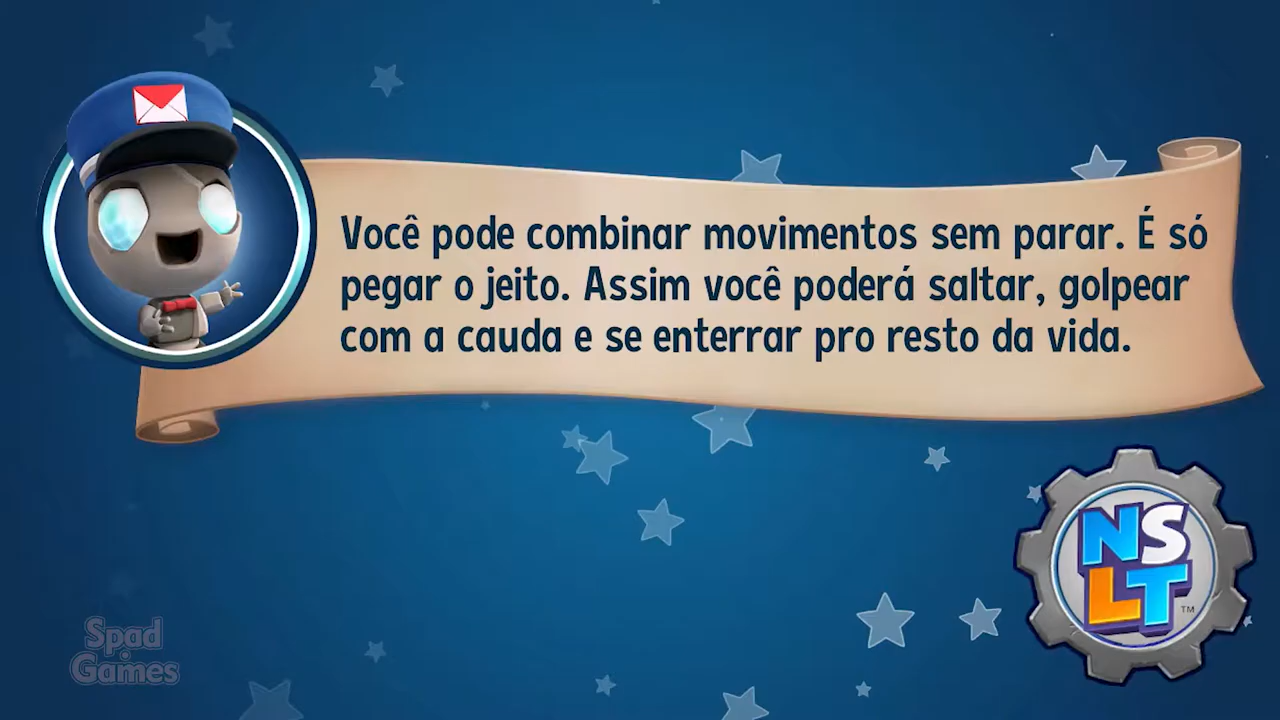 Você pode combinar movimentos sem parar. É só
pegar o jeito. Assim você poderá saltar, golpear
com a cauda e se enterrar pro resto da vida.
NS
LT
TM
Spad
Games